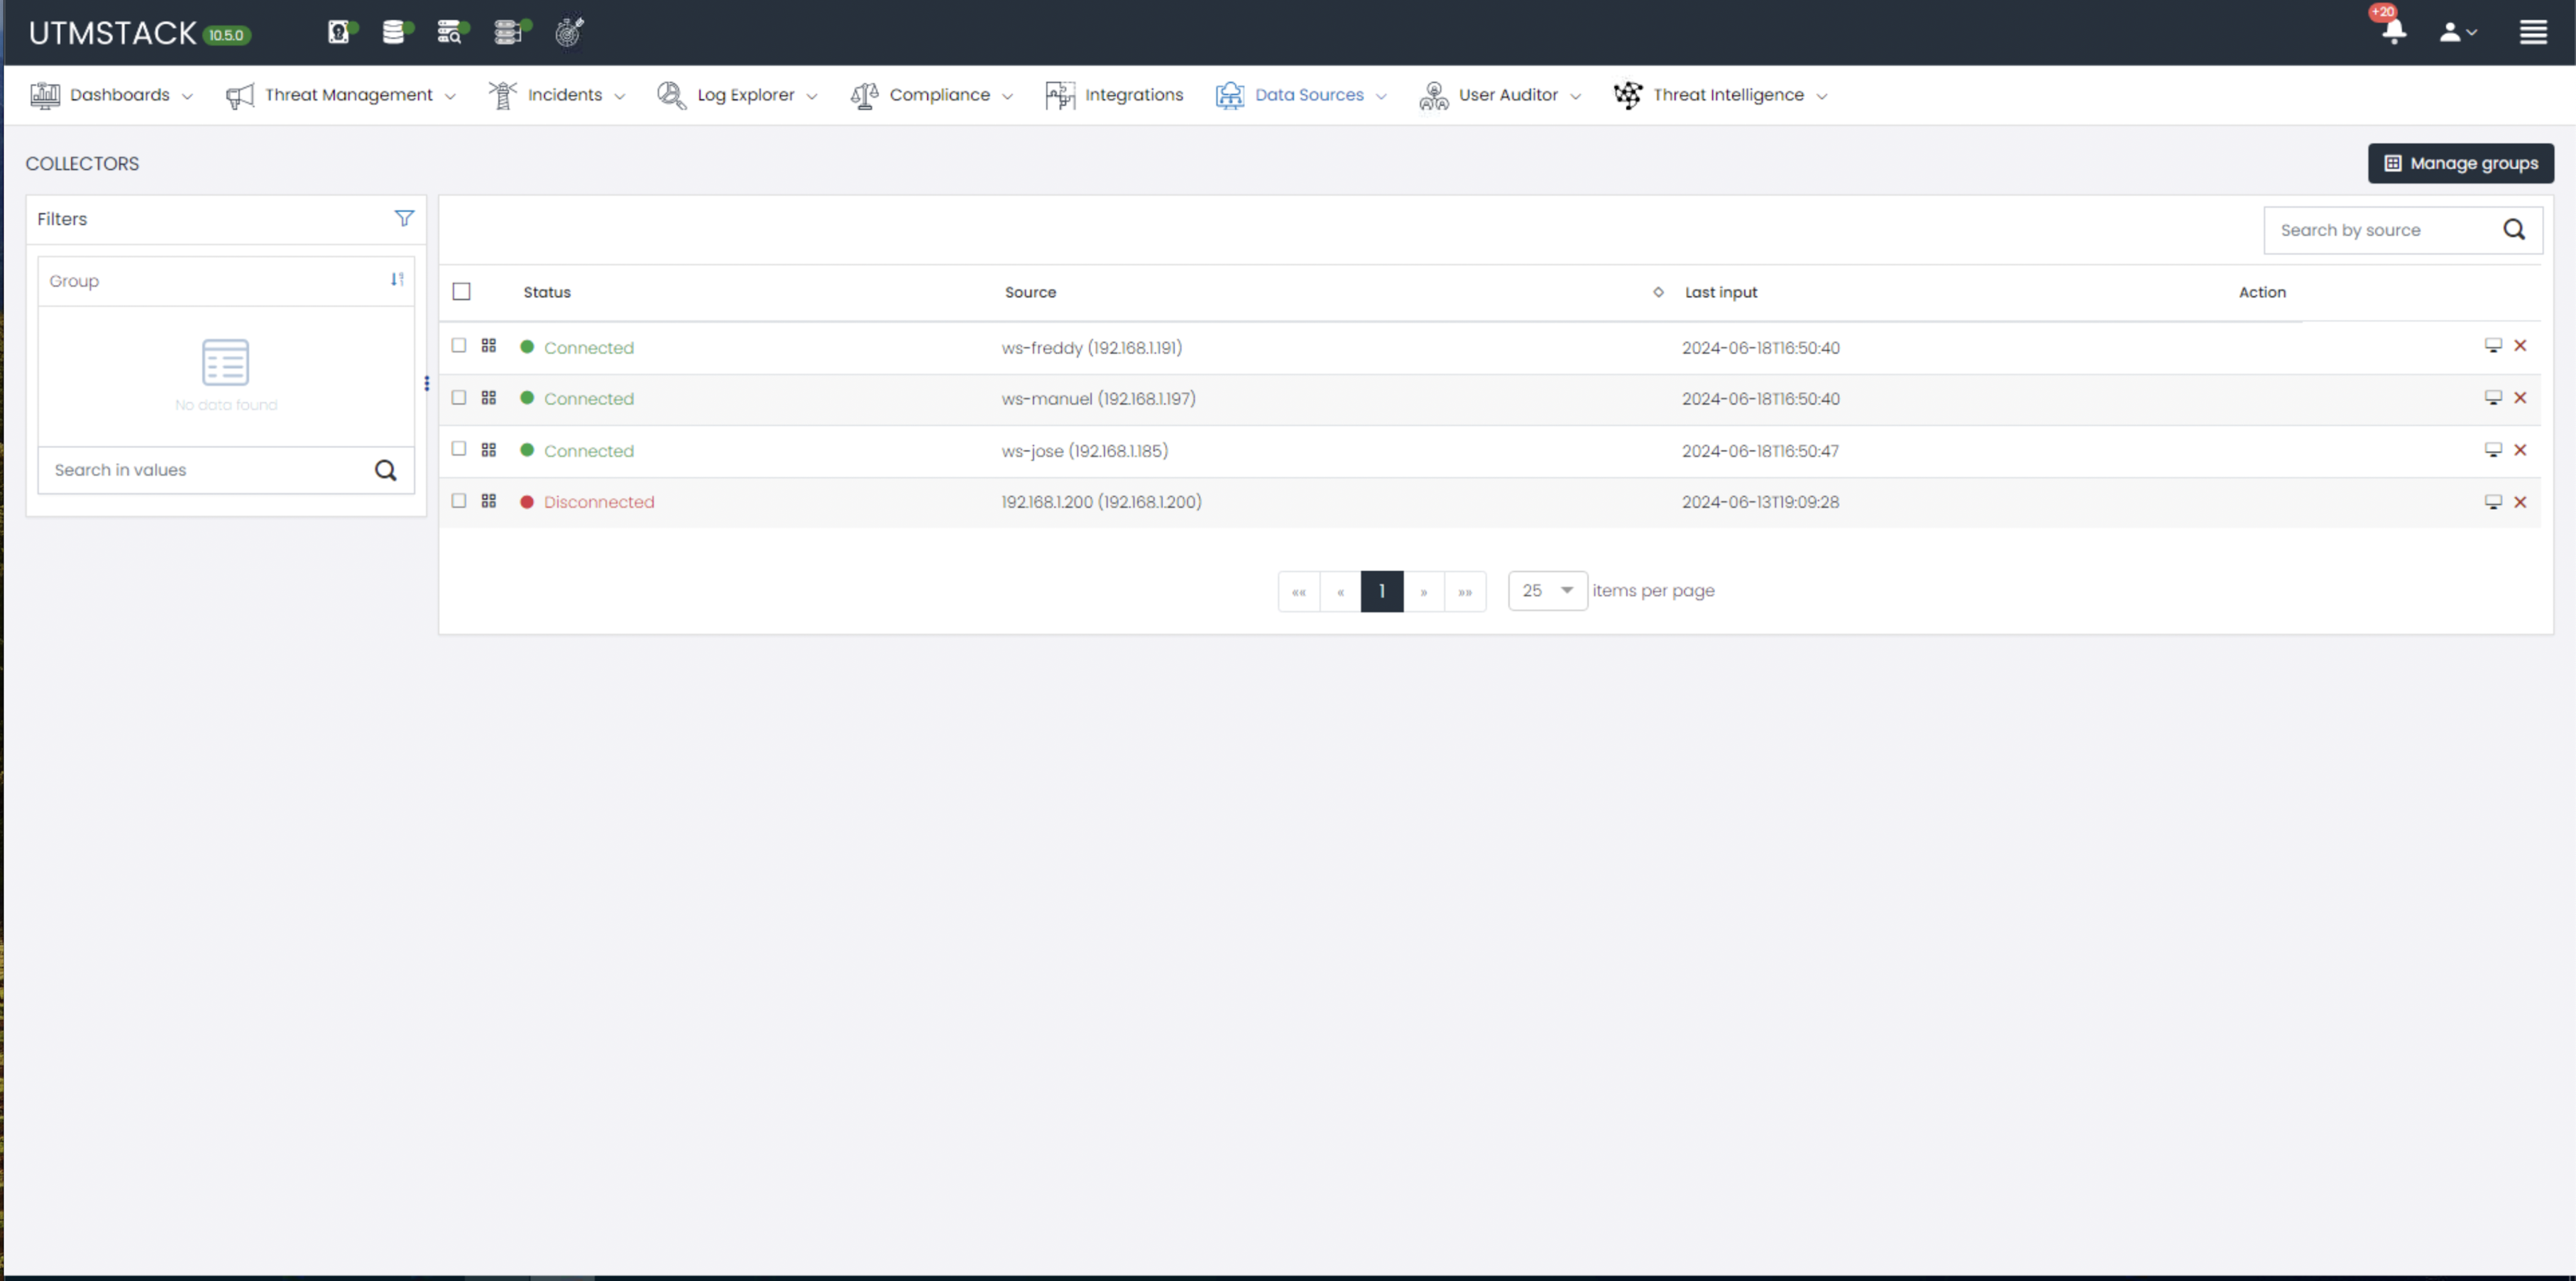 UTMSTACK 10.5.0
+20
Dashboards Threat Management Incidents Log Explorer Compliance Integrations Data Sources User Auditor Threat Intelligence
COLLECTORS
Manage groups
Filters
Search by source
Group
Status Source Last input Action
No data found
Search in values
Connected ws-freddy (192.168.1.191) 2024-06-18T16:50:40
Connected ws-manuel (192.168.1.197) 2024-06-18T16:50:40
Connected ws-jose (192.168.1.185) 2024-06-18T16:50:47
Disconnected 192.168.1.200 (192.168.1.200) 2024-06-13T19:09:28
«« « 1 » »» 25 items per page